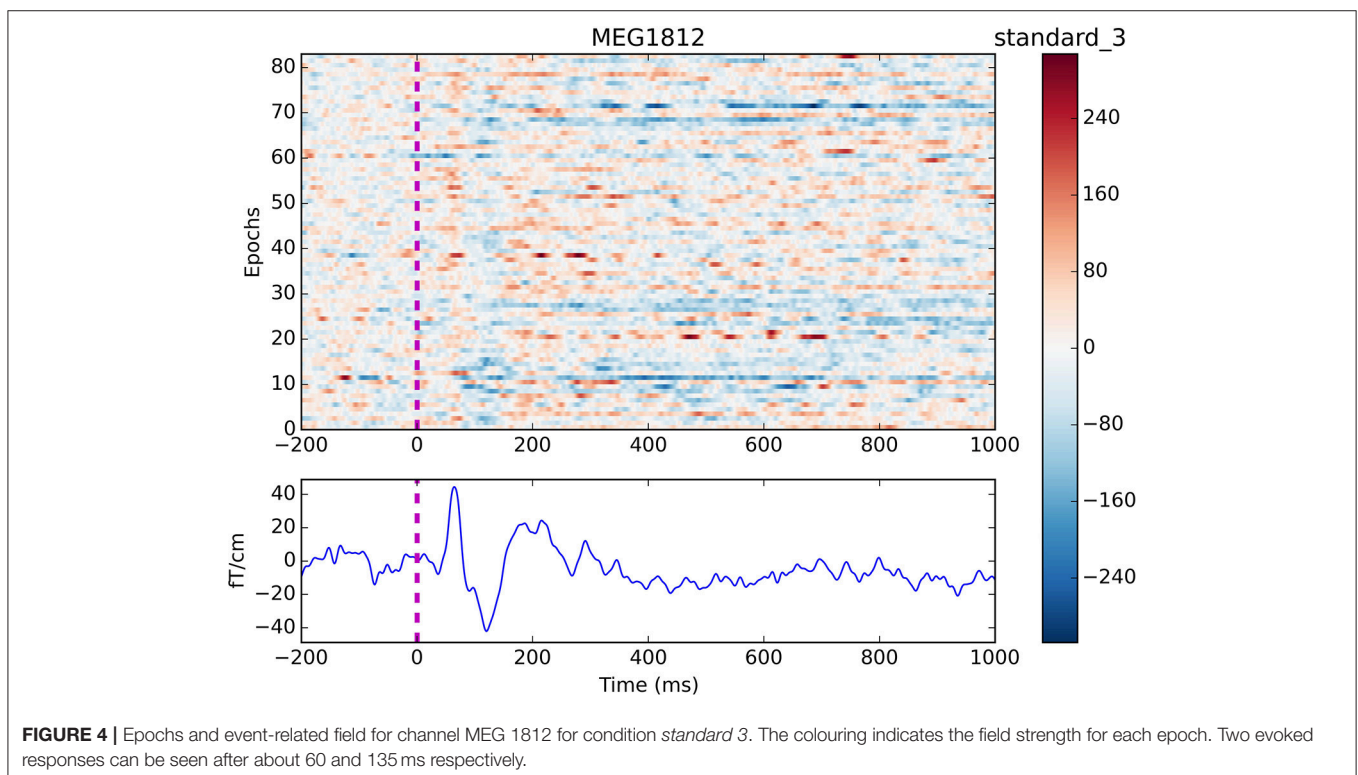 MEG1812
standard_3
80
70
60
50
40
30
20
10
0
Epochs
−200 0 200 400 600 800 1000
240
160
80
0
−80
−160
−240
40
20
0
−20
−40
fT/cm
−200 0 200 400 600 800 1000
Time (ms)
FIGURE 4 | Epochs and event-related field for channel MEG 1812 for condition standard 3. The colouring indicates the field strength for each epoch. Two evoked
responses can be seen after about 60 and 135 ms respectively.